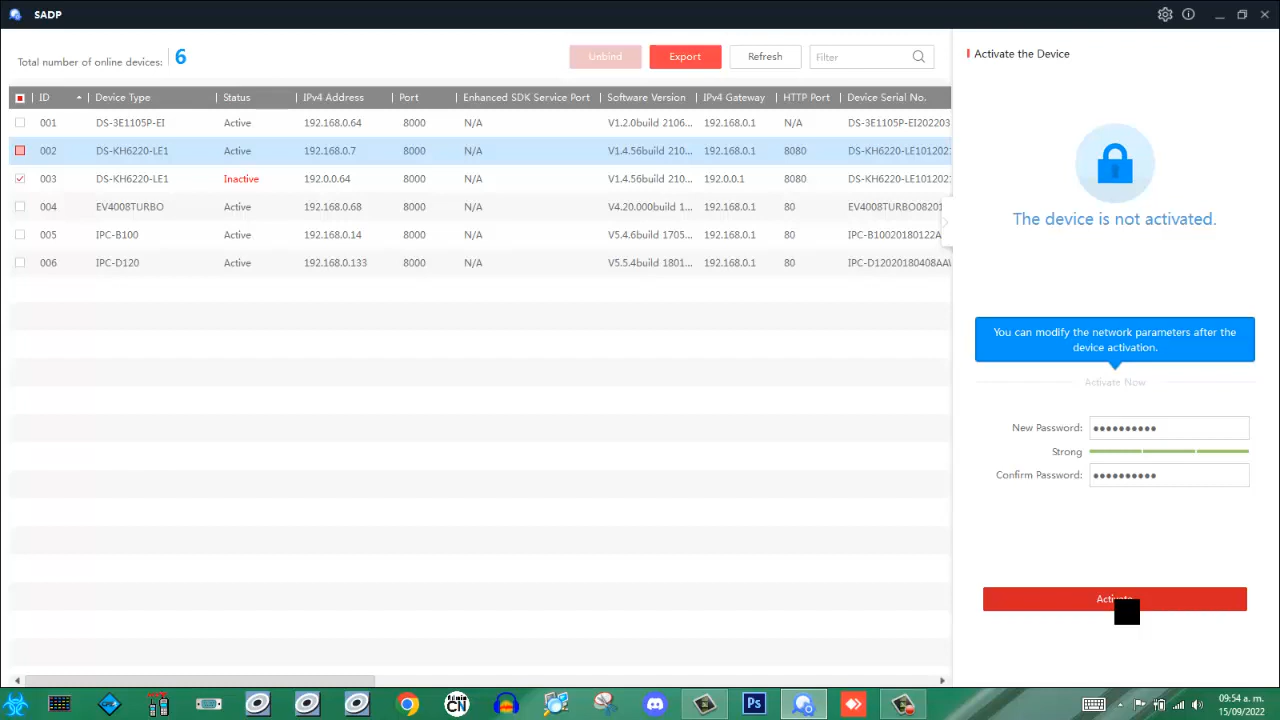 SADP
Total number of online devices: 6
Unbind Export Refresh Filter
ID Device Type Status IPv4 Address Port Enhanced SDK Service Port Software Version IPv4 Gateway HTTP Port Device Serial No.
001 DS-3E1105P-EI Active 192.168.0.64 8000 N/A V1.2.0build 2106... 192.168.0.1 N/A DS-3E1105P-EI202203
002 DS-KH6220-LE1 Active 192.168.0.7 8000 N/A V1.4.56build 210... 192.168.0.1 8080 DS-KH6220-LE1012021
003 DS-KH6220-LE1 Inactive 192.0.0.64 8000 N/A V1.4.56build 210... 192.0.0.1 8080 DS-KH6220-LE1012021
004 EV4008TURBO Active 192.168.0.68 8000 N/A V4.20.000build 1... 192.168.0.1 80 EV4008TURBO08201
005 IPC-B100 Active 192.168.0.14 8000 N/A V5.4.6build 1705... 192.168.0.1 80 IPC-B10020180122A
006 IPC-D120 Active 192.168.0.133 8000 N/A V5.5.4build 1801... 192.168.0.1 80 IPC-D12020180408AAW
Activate the Device
The device is not activated.
You can modify the network parameters after the
device activation.
Activate Now
New Password: ●●●●●●●●●●
Strong
Confirm Password: ●●●●●●●●●●
Ps
09:54 a. m.
15/09/2022